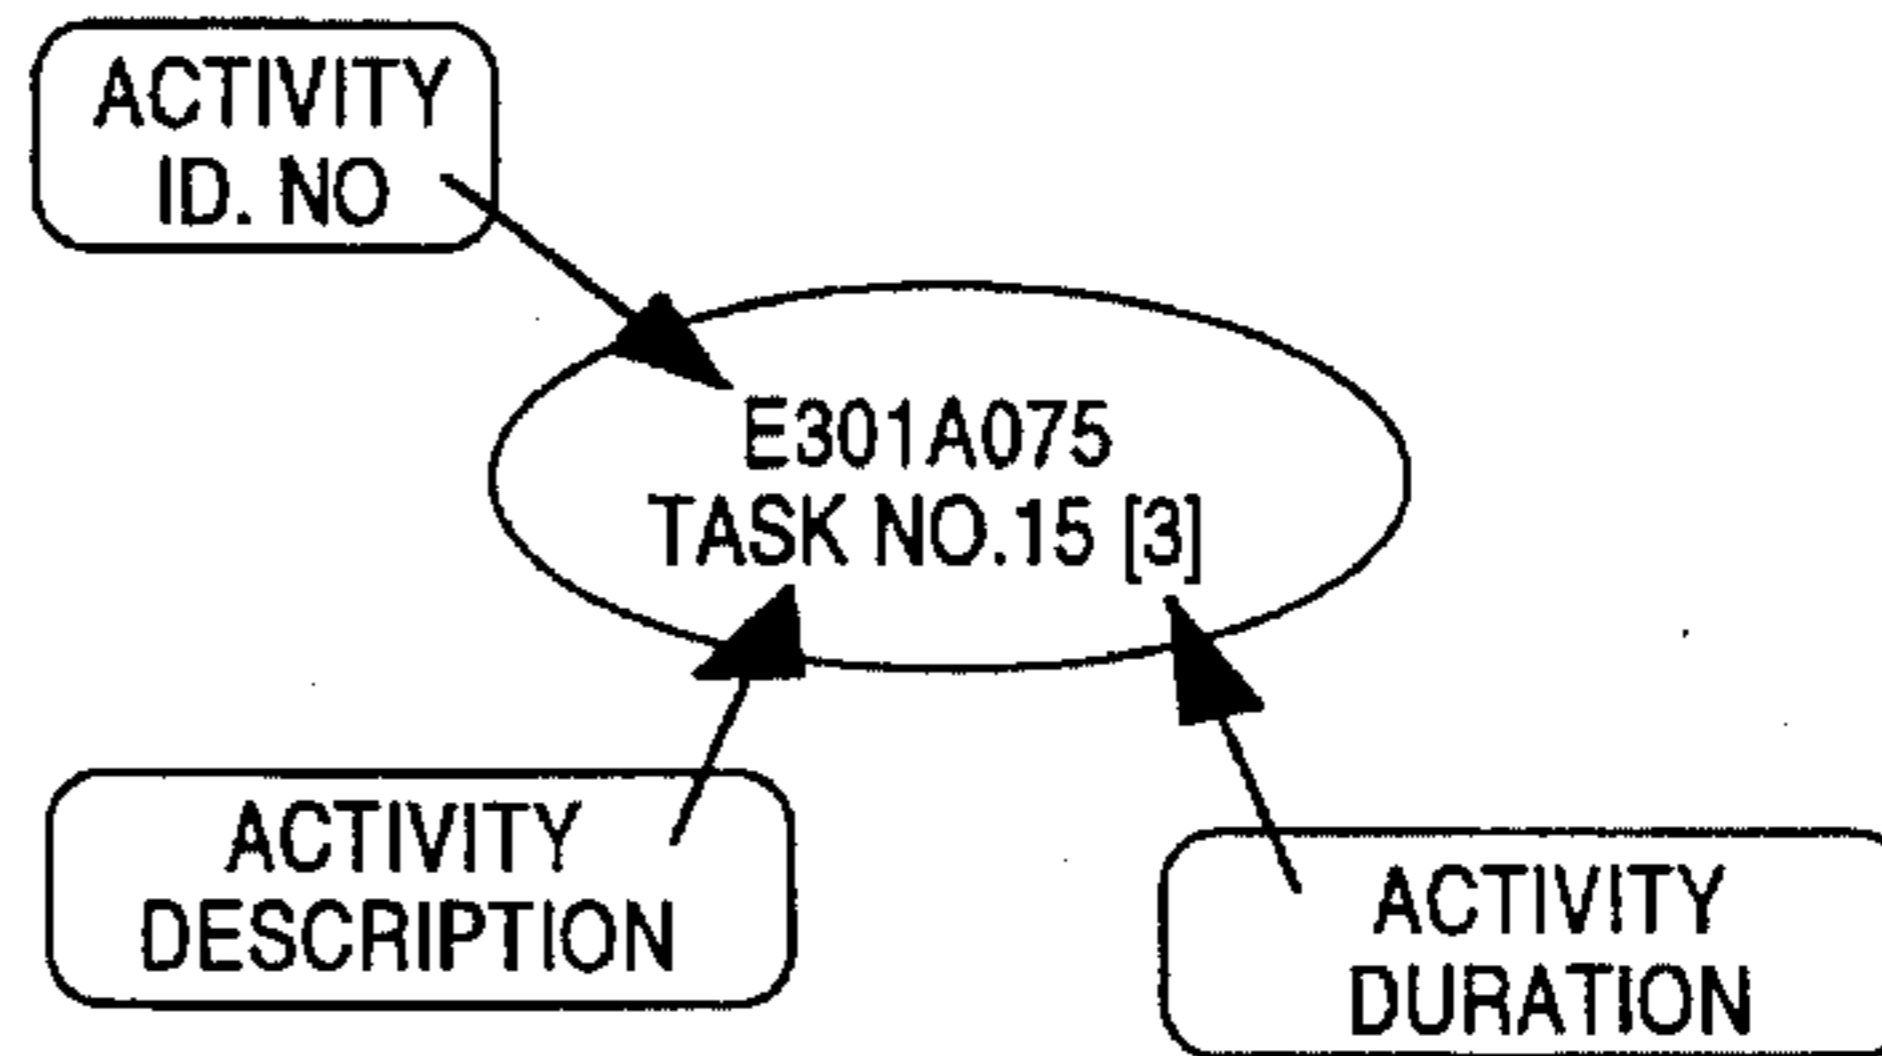 ACTIVITY
ID. NO
E301A075
TASK NO.15 [3]
ACTIVITY
DESCRIPTION
ACTIVITY
DURATION